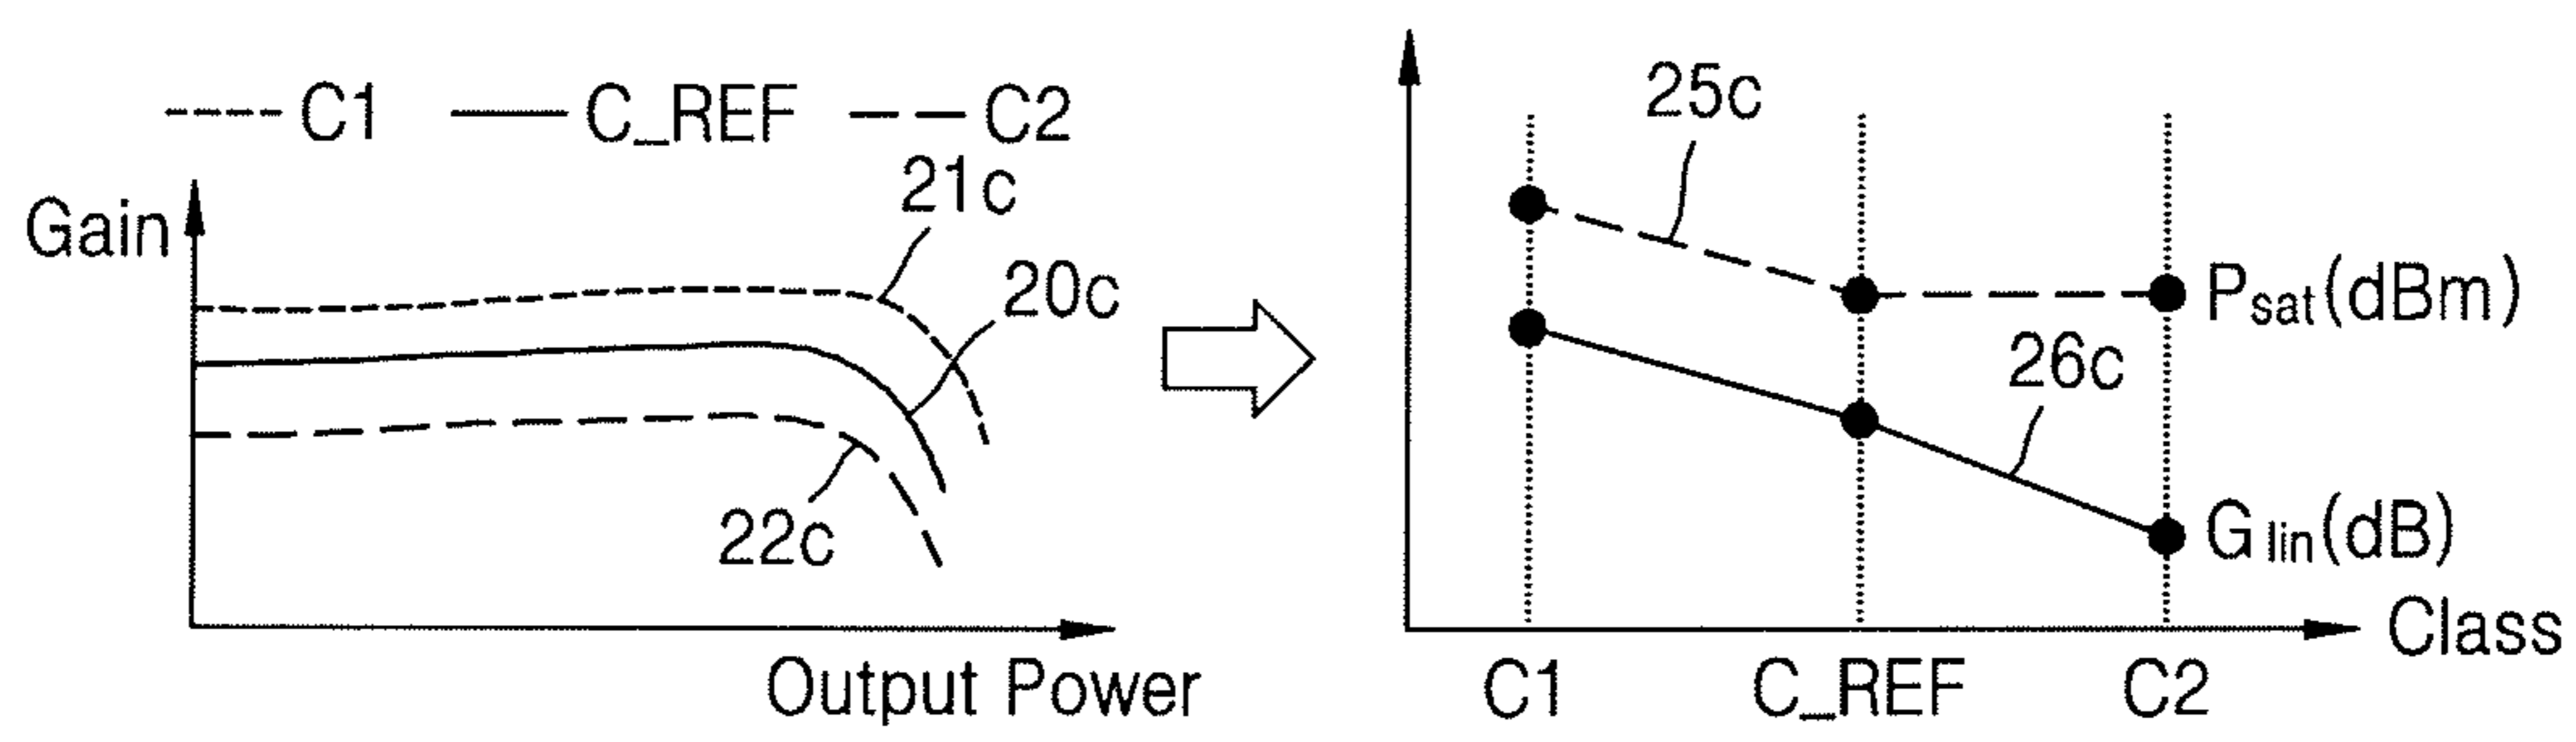 C1 C_REF C2
Gain
21c
20c
22c
Output Power
25c
Psat(dBm)
26c
Glin(dB)
Class
C1 C_REF C2